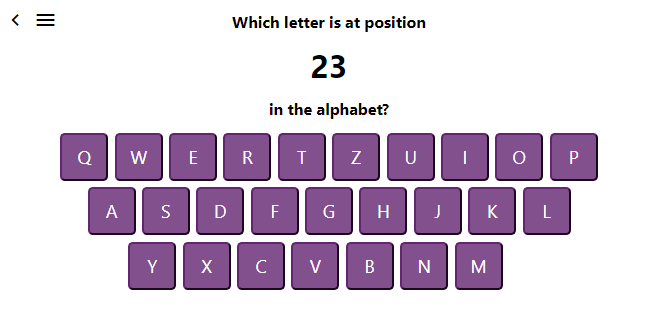 Which letter is at position
23
in the alphabet?
Q W E R T Z U I O P
A S D F G H J K L
Y X C V B N M